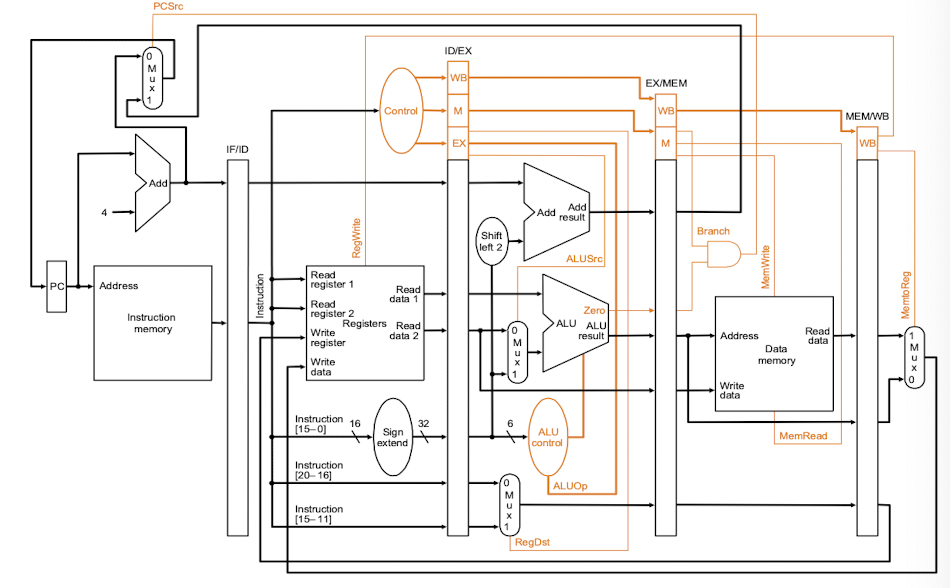 PCSrc
0
M
u
x
1
ID/EX
WB
EX/MEM
Control
M
WB
MEM/WB
EX
M
WB
IF/ID
Add
4
Add
Add
result
Shift
left 2
RegWrite
Branch
ALUSrc
MemWrite
MemtoReg
PC
Address
Instruction
memory
Instruction
Read
register 1
Read
register 2
Write
register
Write
data
Registers
Read
data 1
Read
data 2
0
M
u
x
1
Zero
ALU
ALU
result
Address
Read
data
Data
memory
Write
data
1
M
u
x
0
Instruction
[15–0]
16
Sign
extend
32
6
ALU
control
MemRead
Instruction
[20–16]
ALUOp
0
M
u
x
1
Instruction
[15–11]
RegDst